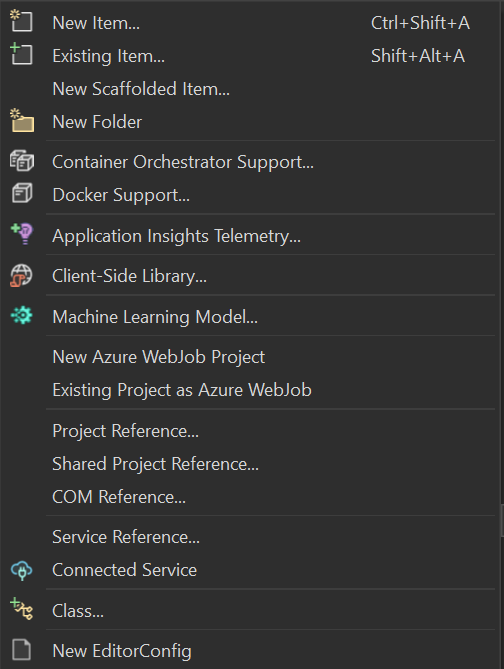 New Item... Ctrl+Shift+A
Existing Item... Shift+Alt+A
New Scaffolded Item...
New Folder
Container Orchestrator Support...
Docker Support...
Application Insights Telemetry...
Client-Side Library...
Machine Learning Model...
New Azure WebJob Project
Existing Project as Azure WebJob
Project Reference...
Shared Project Reference...
COM Reference...
Service Reference...
Connected Service
Class...
New EditorConfig